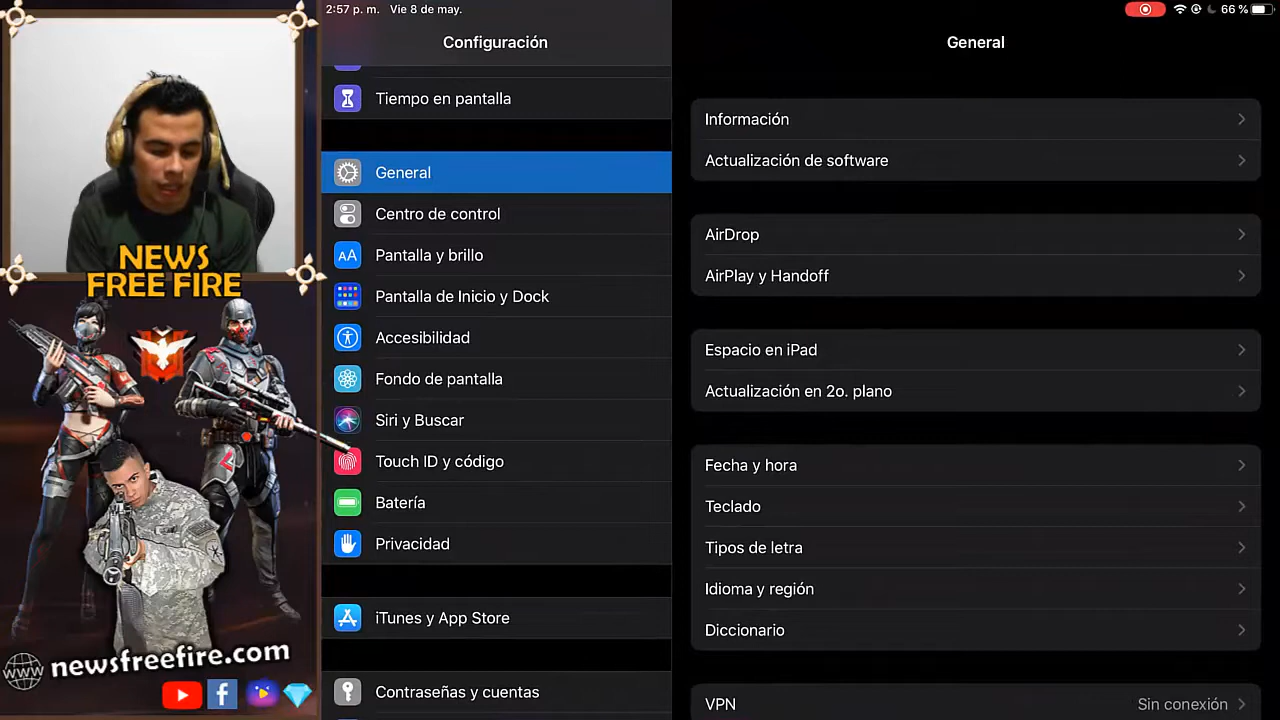 2:57 p. m. Vie 8 de may.
66 %
Configuración
General
Tiempo en pantalla
General
Centro de control
AA Pantalla y brillo
Pantalla de Inicio y Dock
Accesibilidad
Fondo de pantalla
Siri y Buscar
Touch ID y código
Batería
Privacidad
iTunes y App Store
Contraseñas y cuentas
Información
Actualización de software
AirDrop
AirPlay y Handoff
Espacio en iPad
Actualización en 2o. plano
Fecha y hora
Teclado
Tipos de letra
Idioma y región
Diccionario
VPN Sin conexión
NEWS
FREE FIRE
www newsfreefire.com